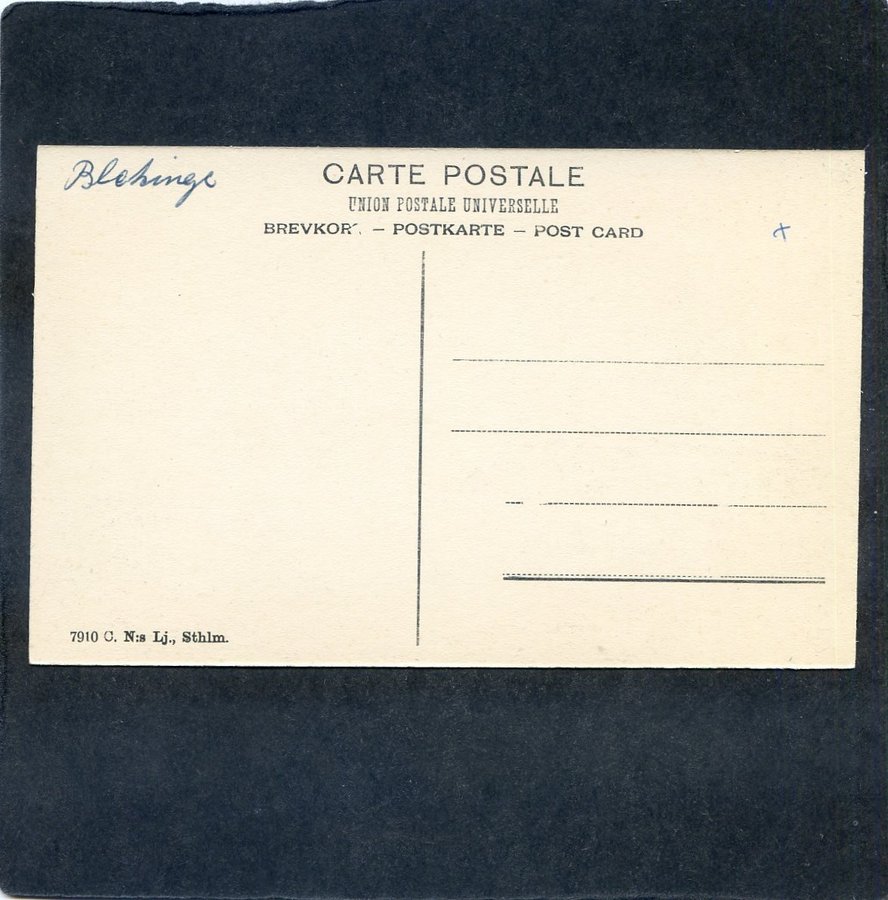 Blekinge
CARTE POSTALE
UNION POSTALE UNIVERSELLE
BREVKORT. – POSTKARTE – POST CARD
x
7910 C. N:s Lj., Sthlm.